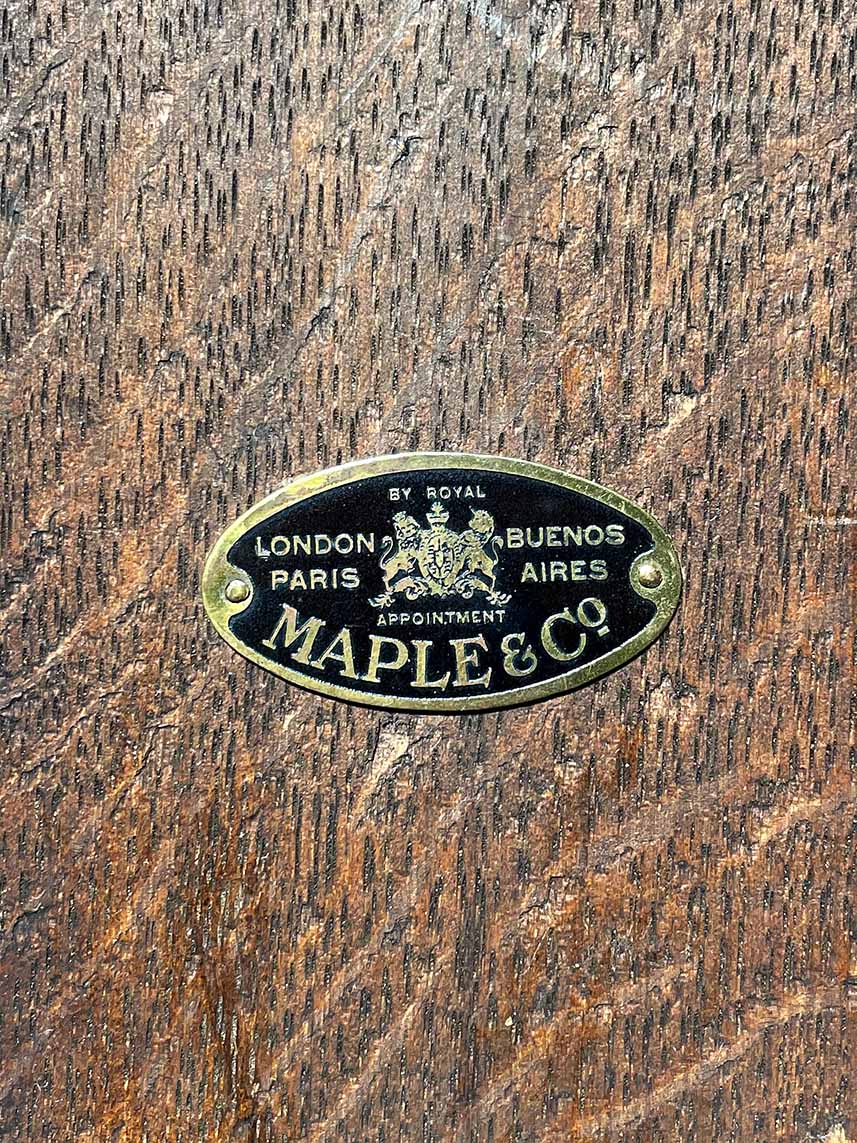 BY ROYAL
LONDON BUENOS
PARIS AIRES
APPOINTMENT
MAPLE & Cº